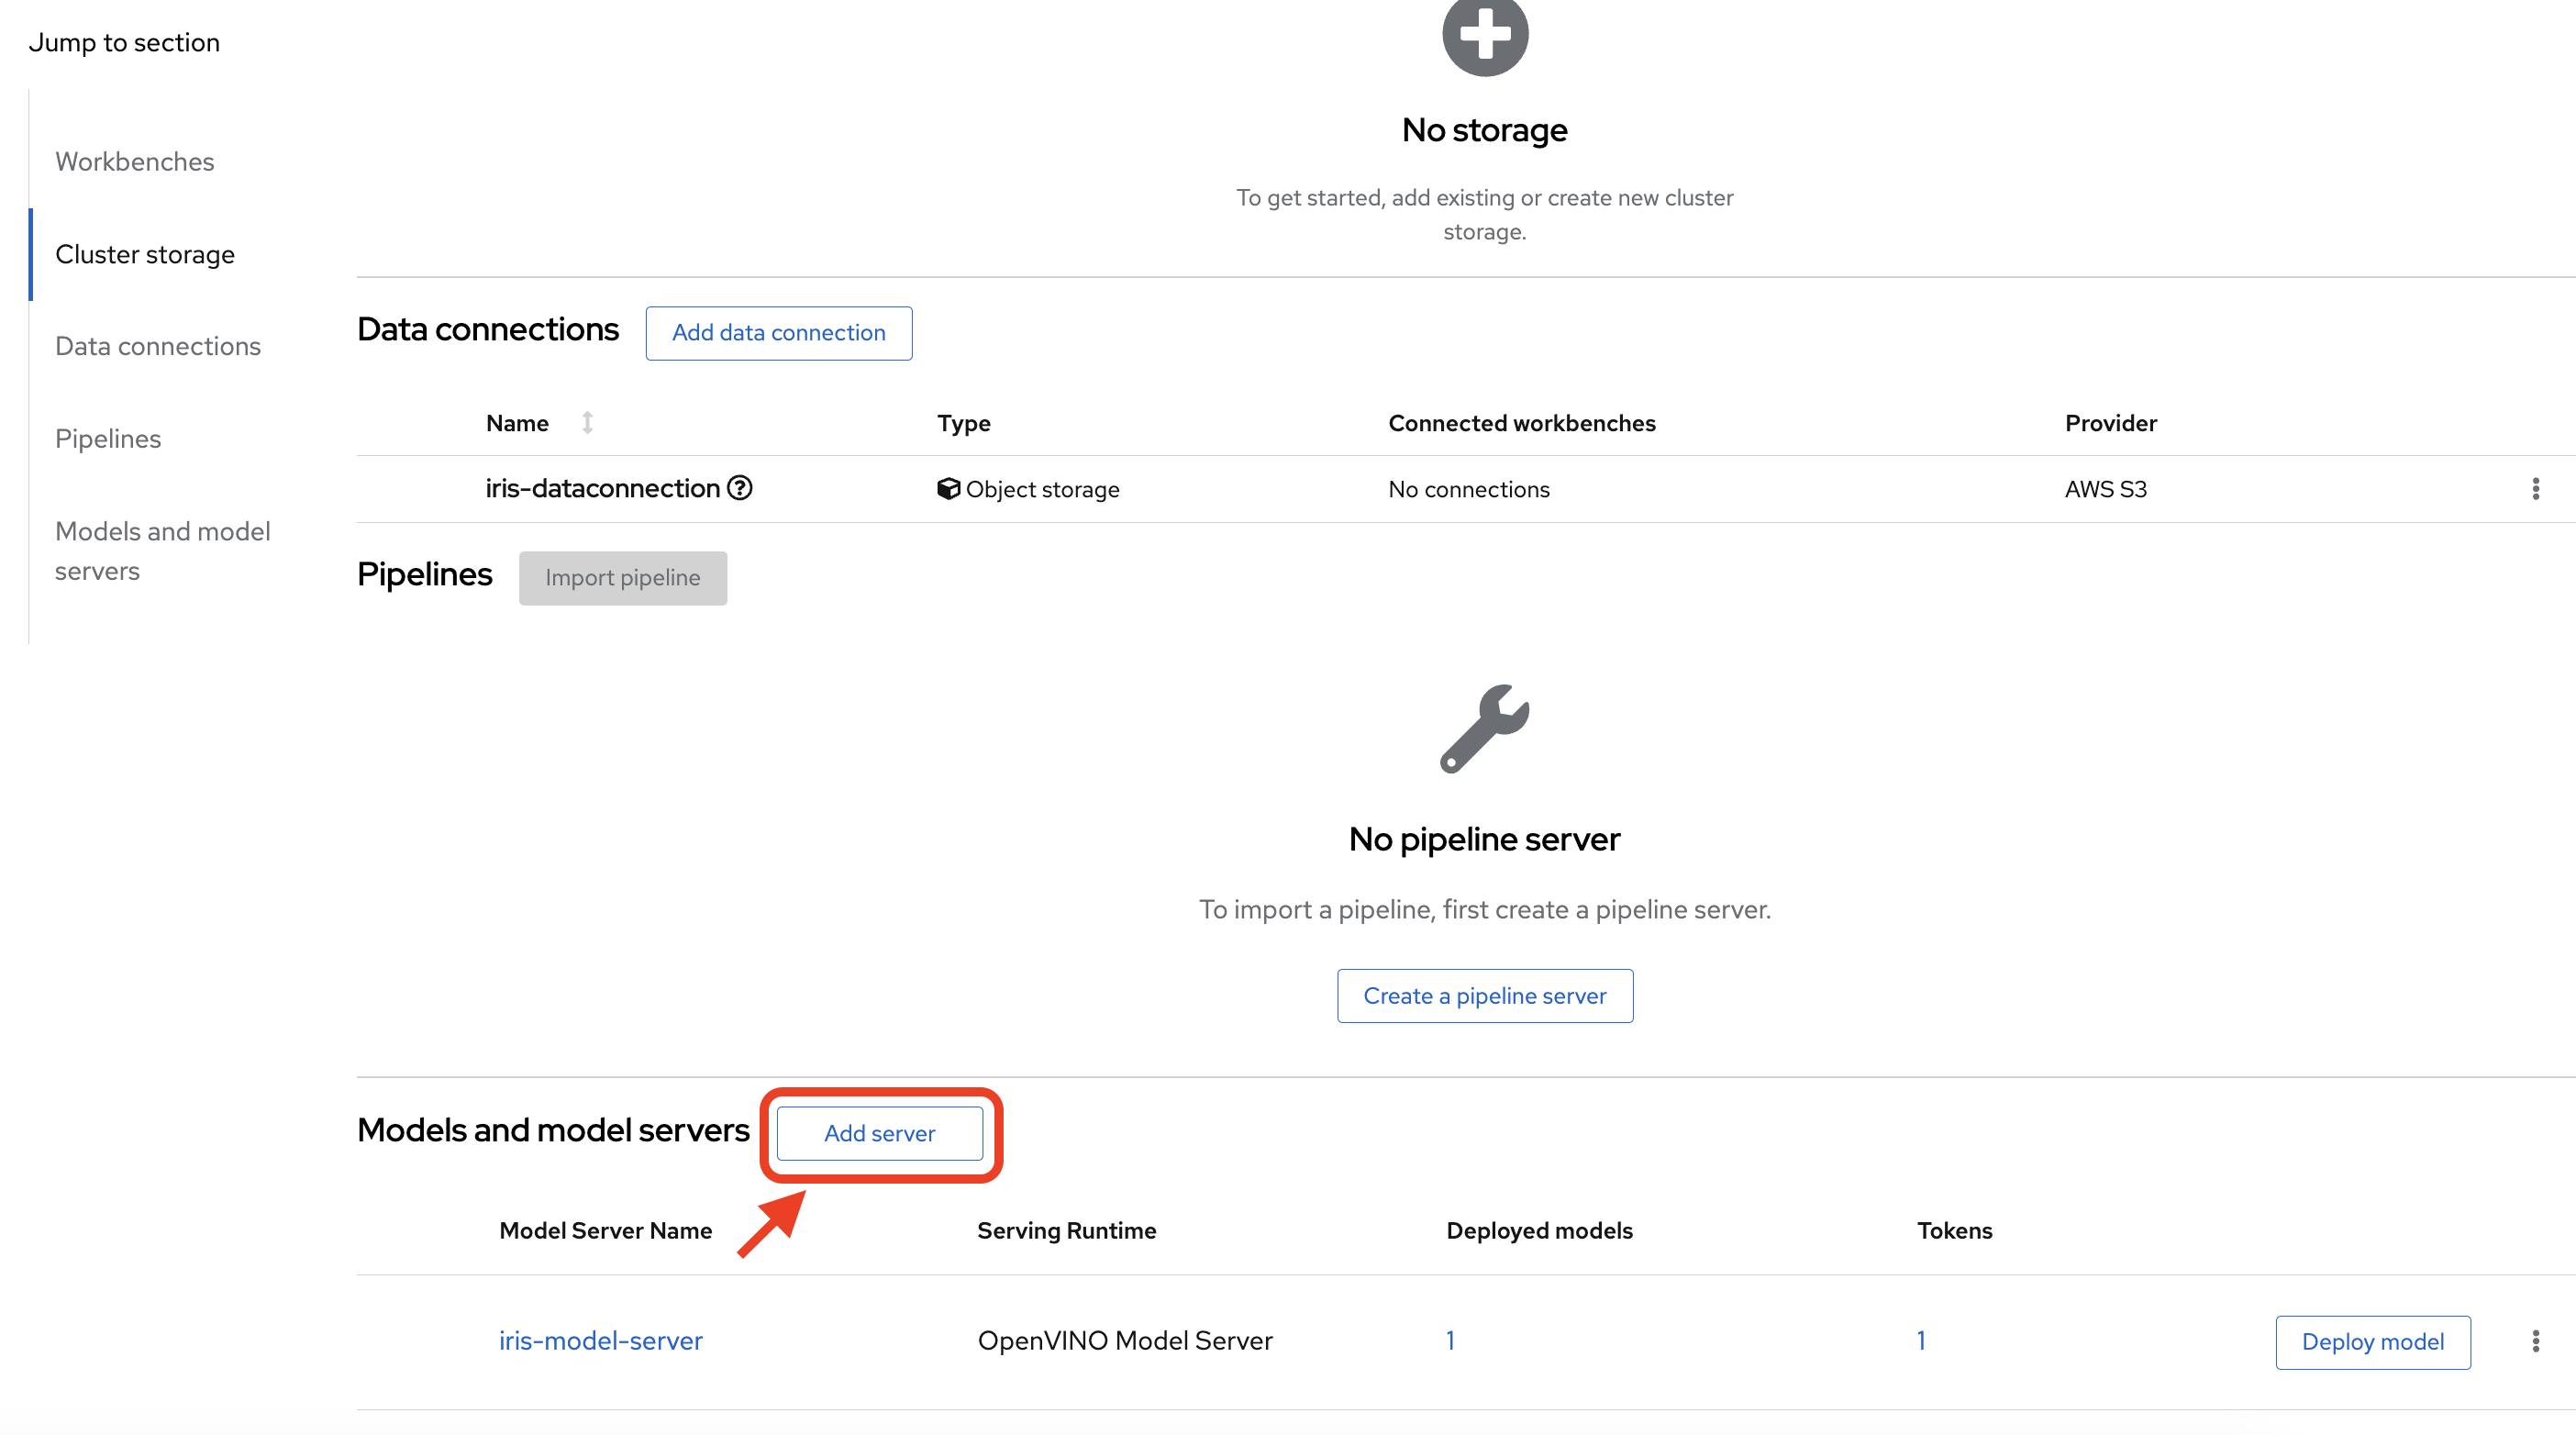 Jump to section
Workbenches
Cluster storage
Data connections
Pipelines
Models and model
servers
No storage
To get started, add existing or create new cluster
storage.
Data connections Add data connection
Name Type Connected workbenches Provider
iris-dataconnection Object storage No connections AWS S3
Pipelines Import pipeline
No pipeline server
To import a pipeline, first create a pipeline server.
Create a pipeline server
Models and model servers Add server
Model Server Name Serving Runtime Deployed models Tokens
iris-model-server OpenVINO Model Server 1 1 Deploy model